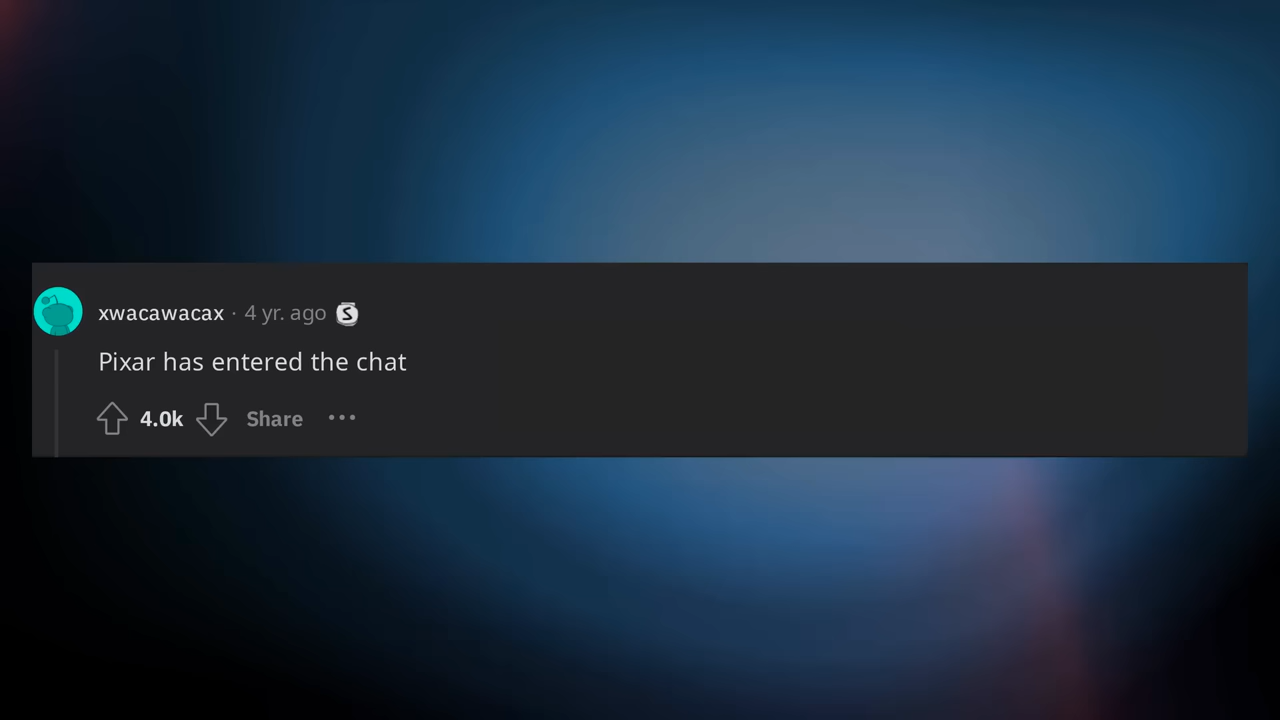 xwacawacax · 4 yr. ago S
Pixar has entered the chat
4.0k Share ···